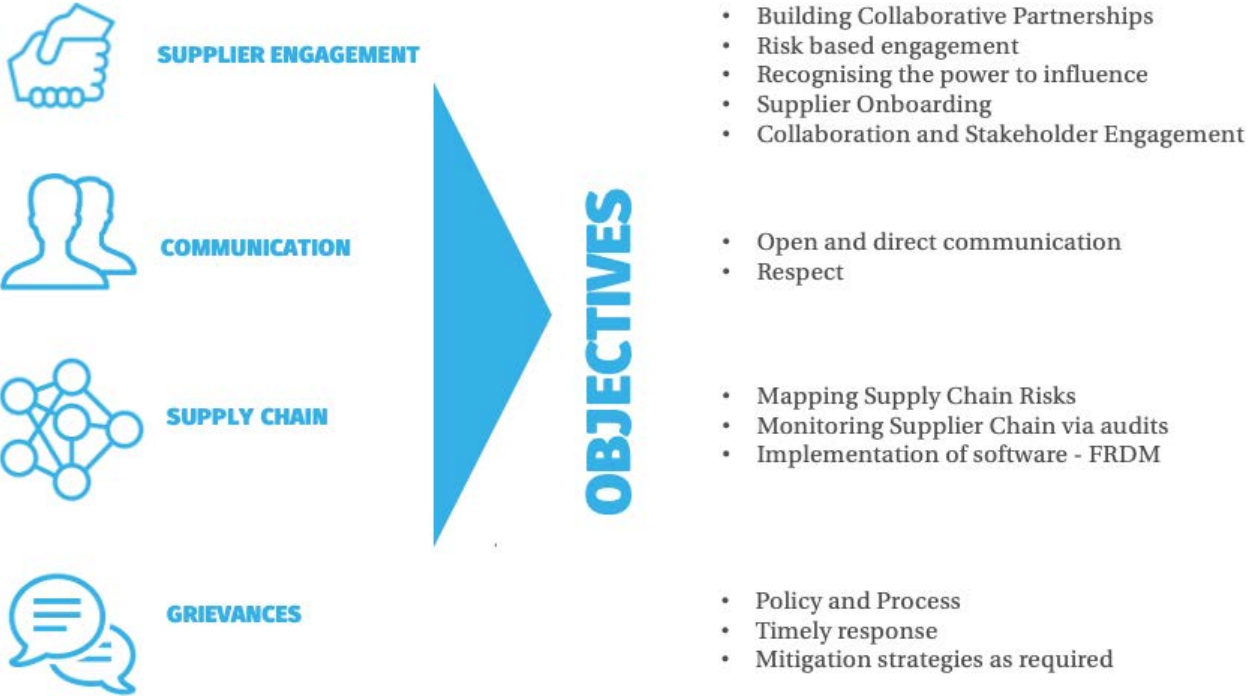 SUPPLIER ENGAGEMENT
• Building Collaborative Partnerships
• Risk based engagement
• Recognising the power to influence
• Supplier Onboarding
• Collaboration and Stakeholder Engagement
COMMUNICATION
• Open and direct communication
• Respect
OBJECTIVES
SUPPLY CHAIN
• Mapping Supply Chain Risks
• Monitoring Supplier Chain via audits
• Implementation of software - FRDM
GRIEVANCES
• Policy and Process
• Timely response
• Mitigation strategies as required